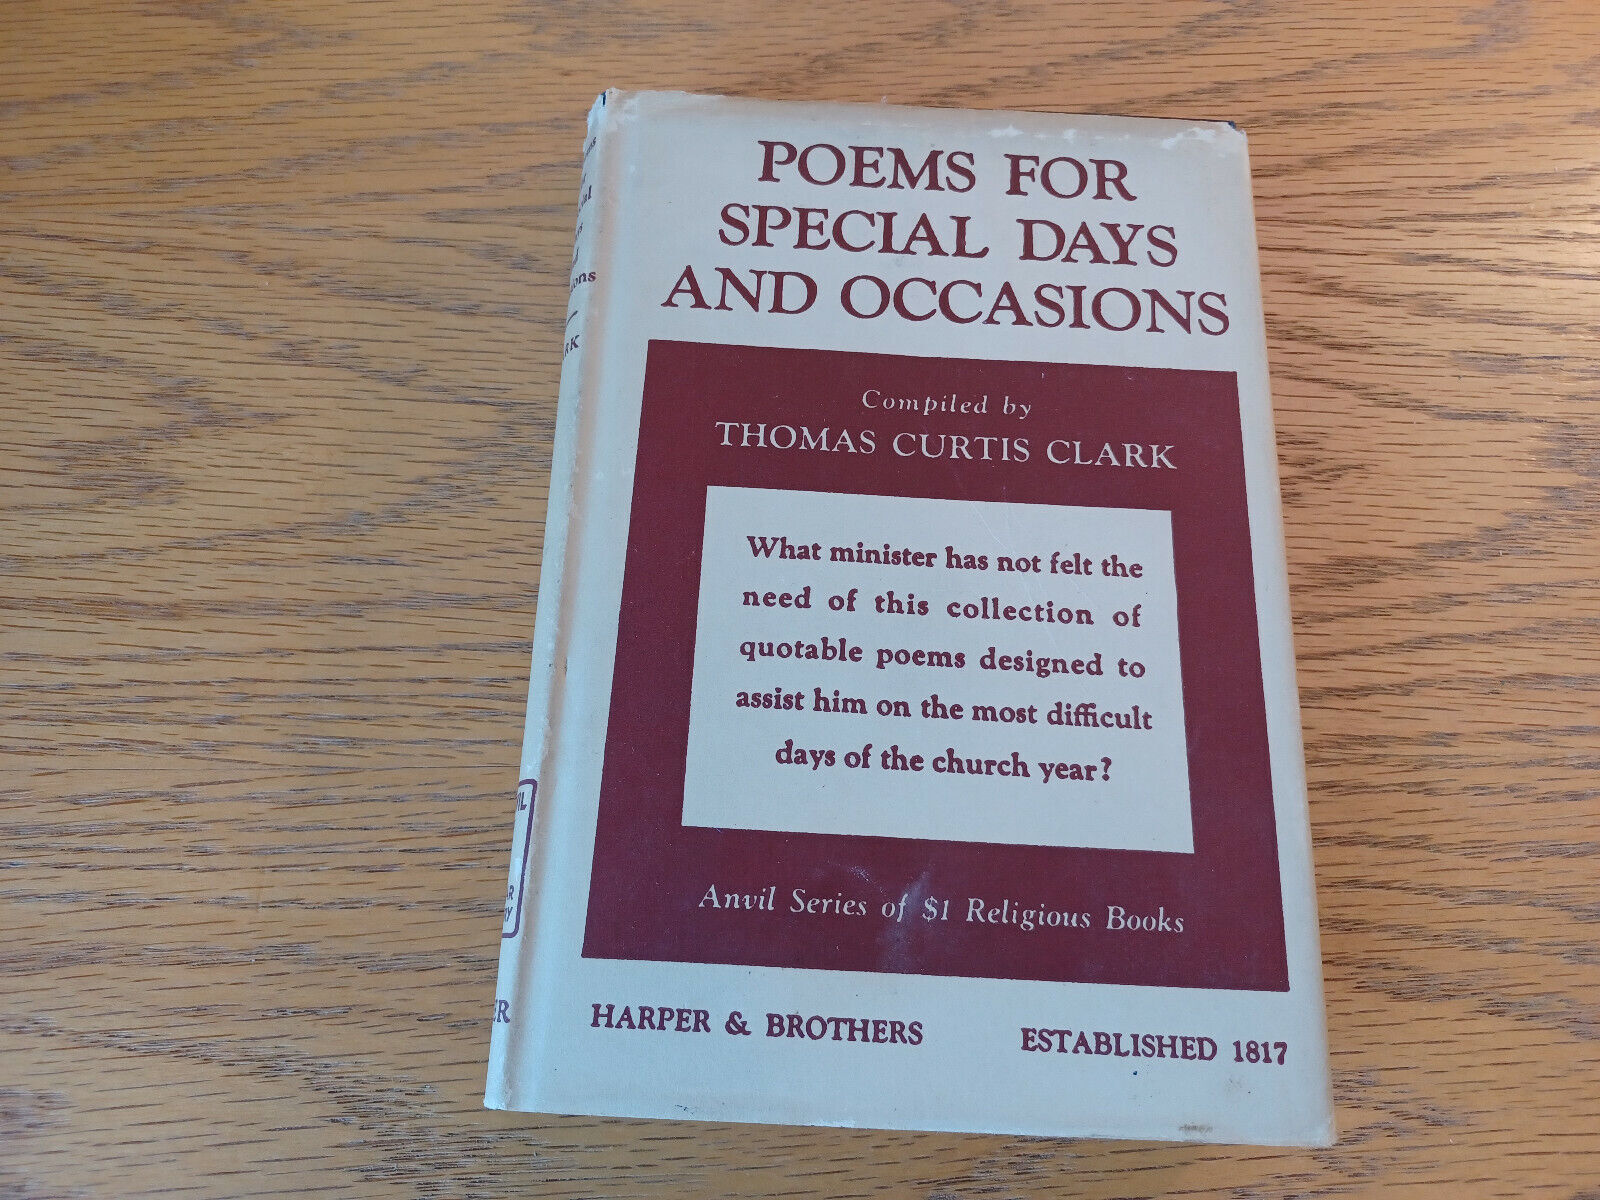 POEMS FOR
SPECIAL DAYS
AND OCCASIONS
Compiled by
THOMAS CURTIS CLARK
What minister has not felt the
need of this collection of
quotable poems designed to
assist him on the most difficult
days of the church year?
Anvil Series of $1 Religious Books
HARPER & BROTHERS ESTABLISHED 1817